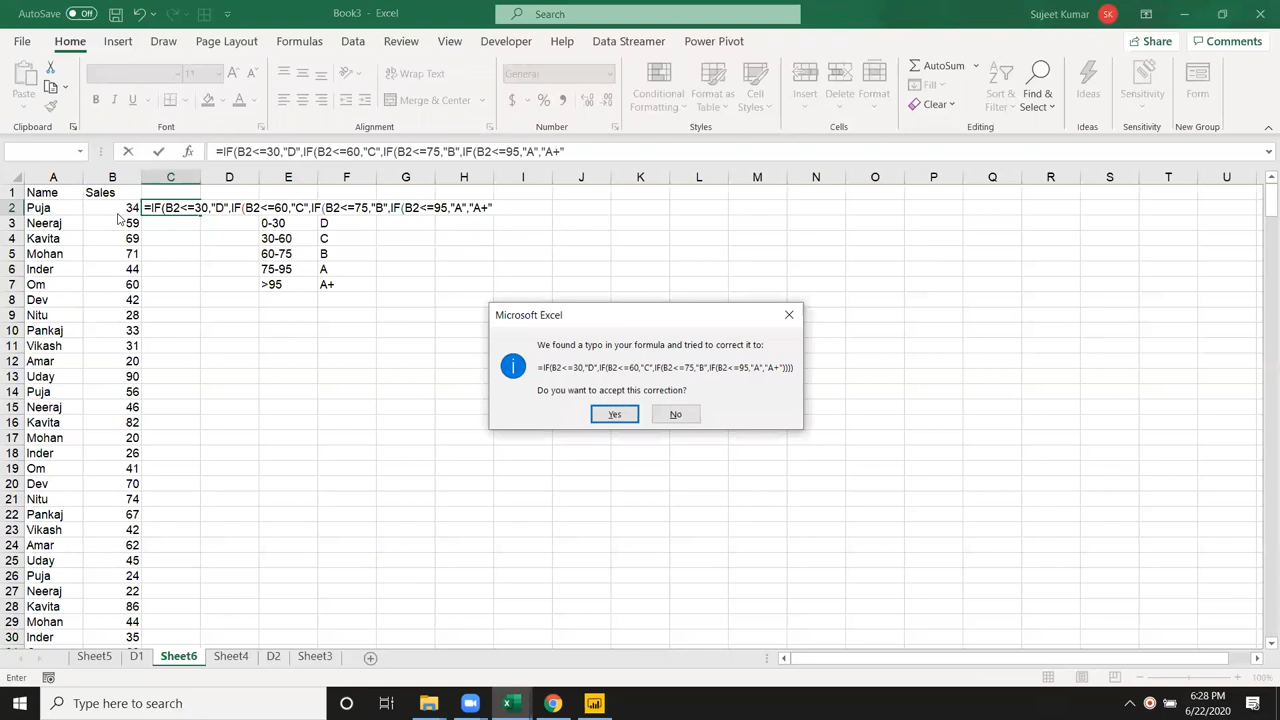 AutoSave Off Book3 - Excel Search Sujeet Kumar SK
File Home Insert Draw Page Layout Formulas Data Review View Developer Help Data Streamer Power Pivot Share Comments
Paste 11 Wrap Text General Conditional Formatting Format as Table Cell Styles Insert Delete Format AutoSum Fill Clear Sort & Filter Find & Select Ideas Sensitivity Form
B I U Merge & Center $ % ,
Clipboard Font Alignment Number Styles Cells Editing Ideas Sensitivity Form
fx =IF(B2<=30,"D",IF(B2<=60,"C",IF(B2<=75,"B",IF(B2<=95,"A","A+"
A B C D E F G H I J K L M N O P Q R S T U
1 Name Sales
2 Puja 34 =IF(B2<=30,"D",IF(B2<=60,"C",IF(B2<=75,"B",IF(B2<=95,"A","A+"
3 Neeraj 59 0-30 D
4 Kavita 69 30-60 C
5 Mohan 71 60-75 B
6 Inder 44 75-95 A
7 Om 60 >95 A+
8 Dev 42
9 Nitu 28
10 Pankaj 33
11 Vikash 31
12 Amar 20
13 Uday 90
14 Puja 56
15 Neeraj 46
16 Kavita 82
17 Mohan 20
18 Inder 26
19 Om 41
20 Dev 70
21 Nitu 74
22 Pankaj 67
23 Vikash 42
24 Amar 62
25 Uday 45
26 Puja 24
27 Neeraj 22
28 Kavita 86
29 Mohan 44
30 Inder 35
Microsoft Excel
We found a typo in your formula and tried to correct it to:
=IF(B2<=30,"D",IF(B2<=60,"C",IF(B2<=75,"B",IF(B2<=95,"A","A+"))))
Do you want to accept this correction?
Yes No
Sheet5 D1 Sheet6 Sheet4 D2 Sheet3
Enter 100%
Type here to search 6:28 PM
6/22/2020